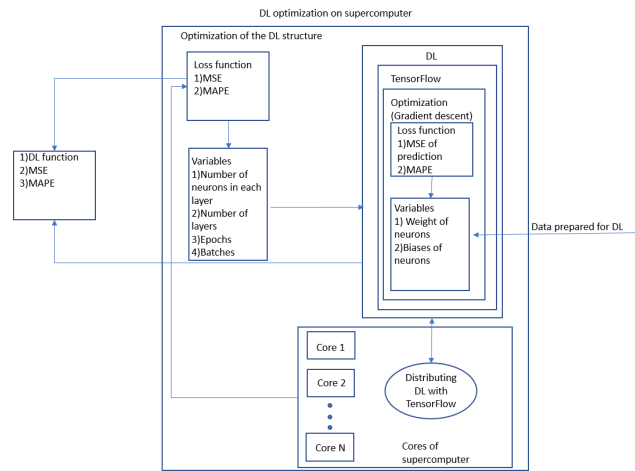 DL optimization on supercomputer
Optimization of the DL structure
Loss function
1)MSE
2)MAPE
DL
TensorFlow
Optimization
(Gradient descent)
Loss function
1)MSE of
prediction
2)MAPE
1)DL function
2)MSE
3)MAPE
Variables
1)Number of
neurons in each
layer
2)Number of
layers
3)Epochs
4)Batches
Variables
1) Weight of
neurons
2)Biases of
neurons
Data prepared for DL
Core 1
Core 2
Core N
Distributing
DL with
TensorFlow
Cores of
supercomputer